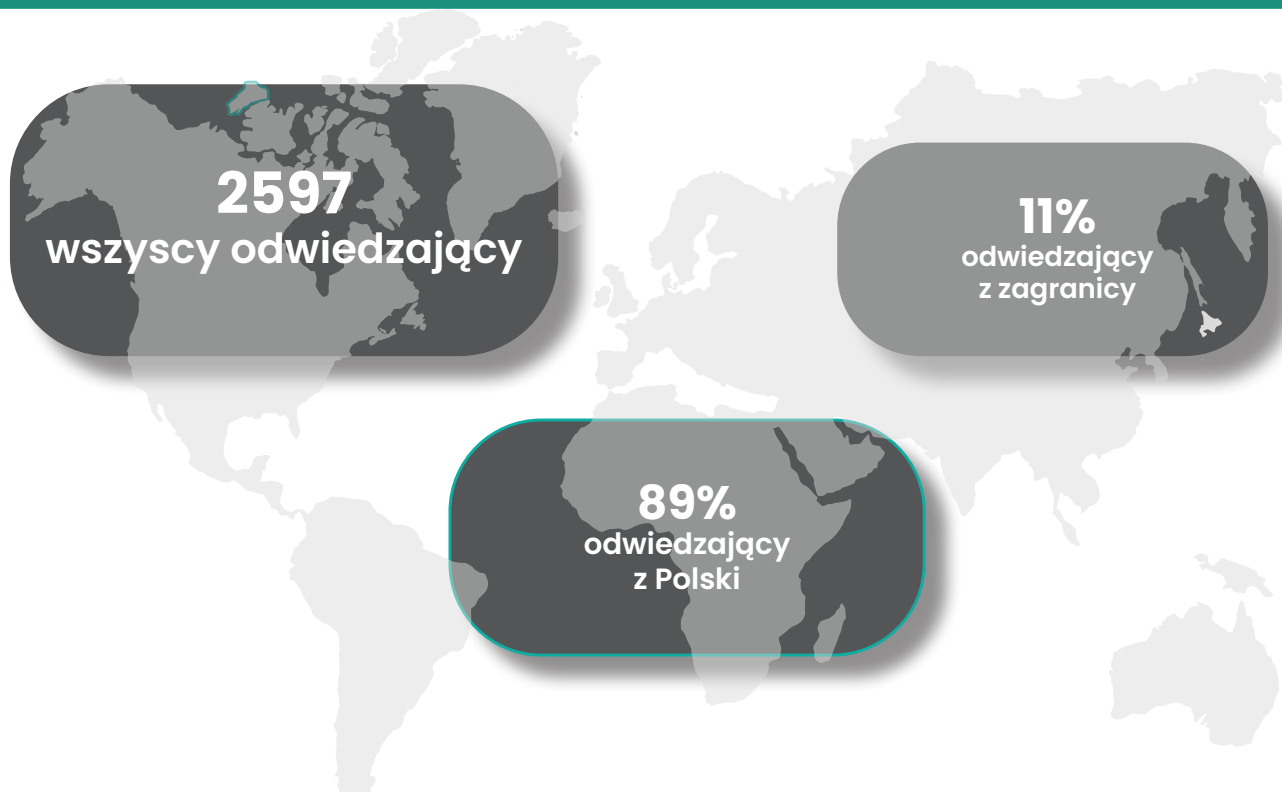 2597
wszyscy odwiedzający
11%
odwiedzający
z zagranicy
89%
odwiedzający
z Polski